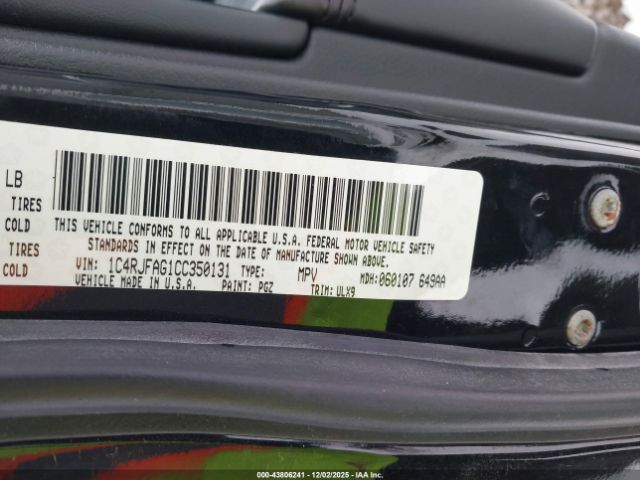 LB
TIRES
COLD
THIS VEHICLE CONFORMS TO ALL APPLICABLE U.S.A. FEDERAL MOTOR VEHICLE SAFETY
TIRES
STANDARDS IN EFFECT ON THE DATE OF MANUFACTURE SHOWN ABOVE.
COLD
VIN: 1C4RJFAG1CC350131 TYPE: MPV MDH:060107 649AA
VEHICLE MADE IN U.S.A. PAINT: PGZ TRIM: ULX9
00-43806241 - 12/02/2025 - IAA Inc.